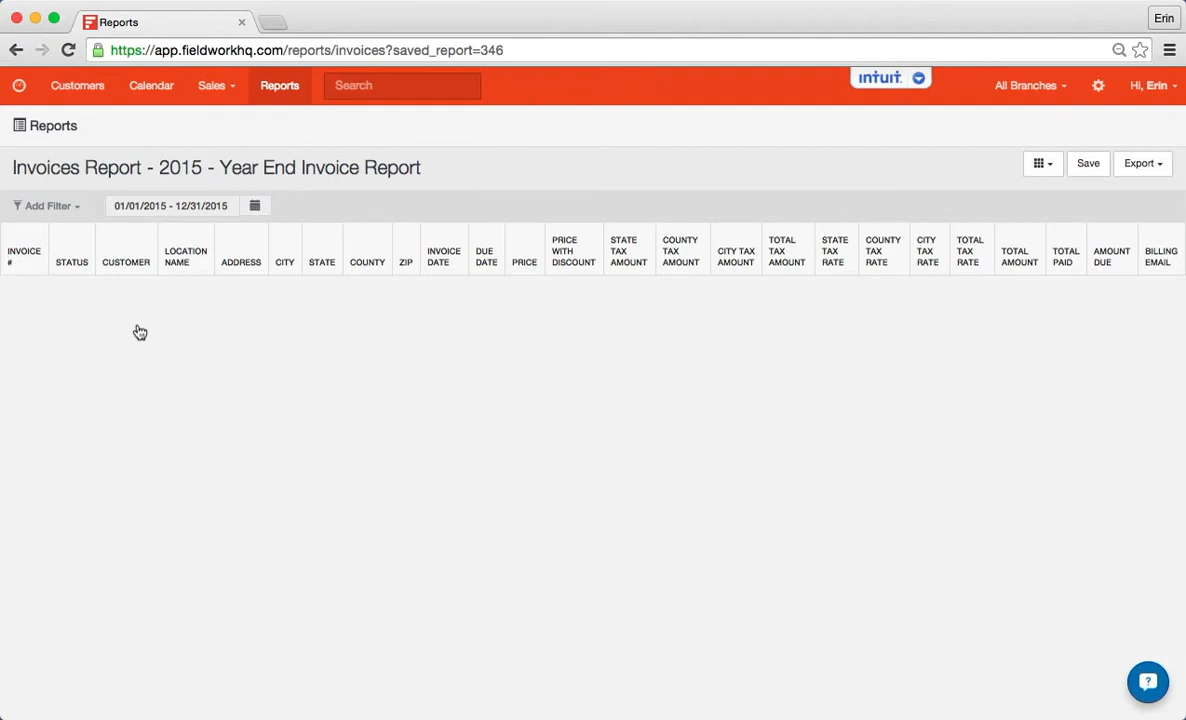 Reports
Erin
https://app.fieldworkhq.com/reports/invoices?saved_report=346
Customers Calendar Sales Reports Search intuit. All Branches Hi, Erin
Reports
Invoices Report - 2015 - Year End Invoice Report
Save Export
Add Filter 01/01/2015 - 12/31/2015
INVOICE #
STATUS
CUSTOMER
LOCATION NAME
ADDRESS
CITY
STATE
COUNTY
ZIP
INVOICE DATE
DUE DATE
PRICE
PRICE WITH DISCOUNT
STATE TAX AMOUNT
COUNTY TAX AMOUNT
CITY TAX AMOUNT
TOTAL TAX AMOUNT
STATE TAX RATE
COUNTY TAX RATE
CITY TAX RATE
TOTAL TAX RATE
TOTAL AMOUNT
TOTAL PAID
AMOUNT DUE
BILLING EMAIL
?